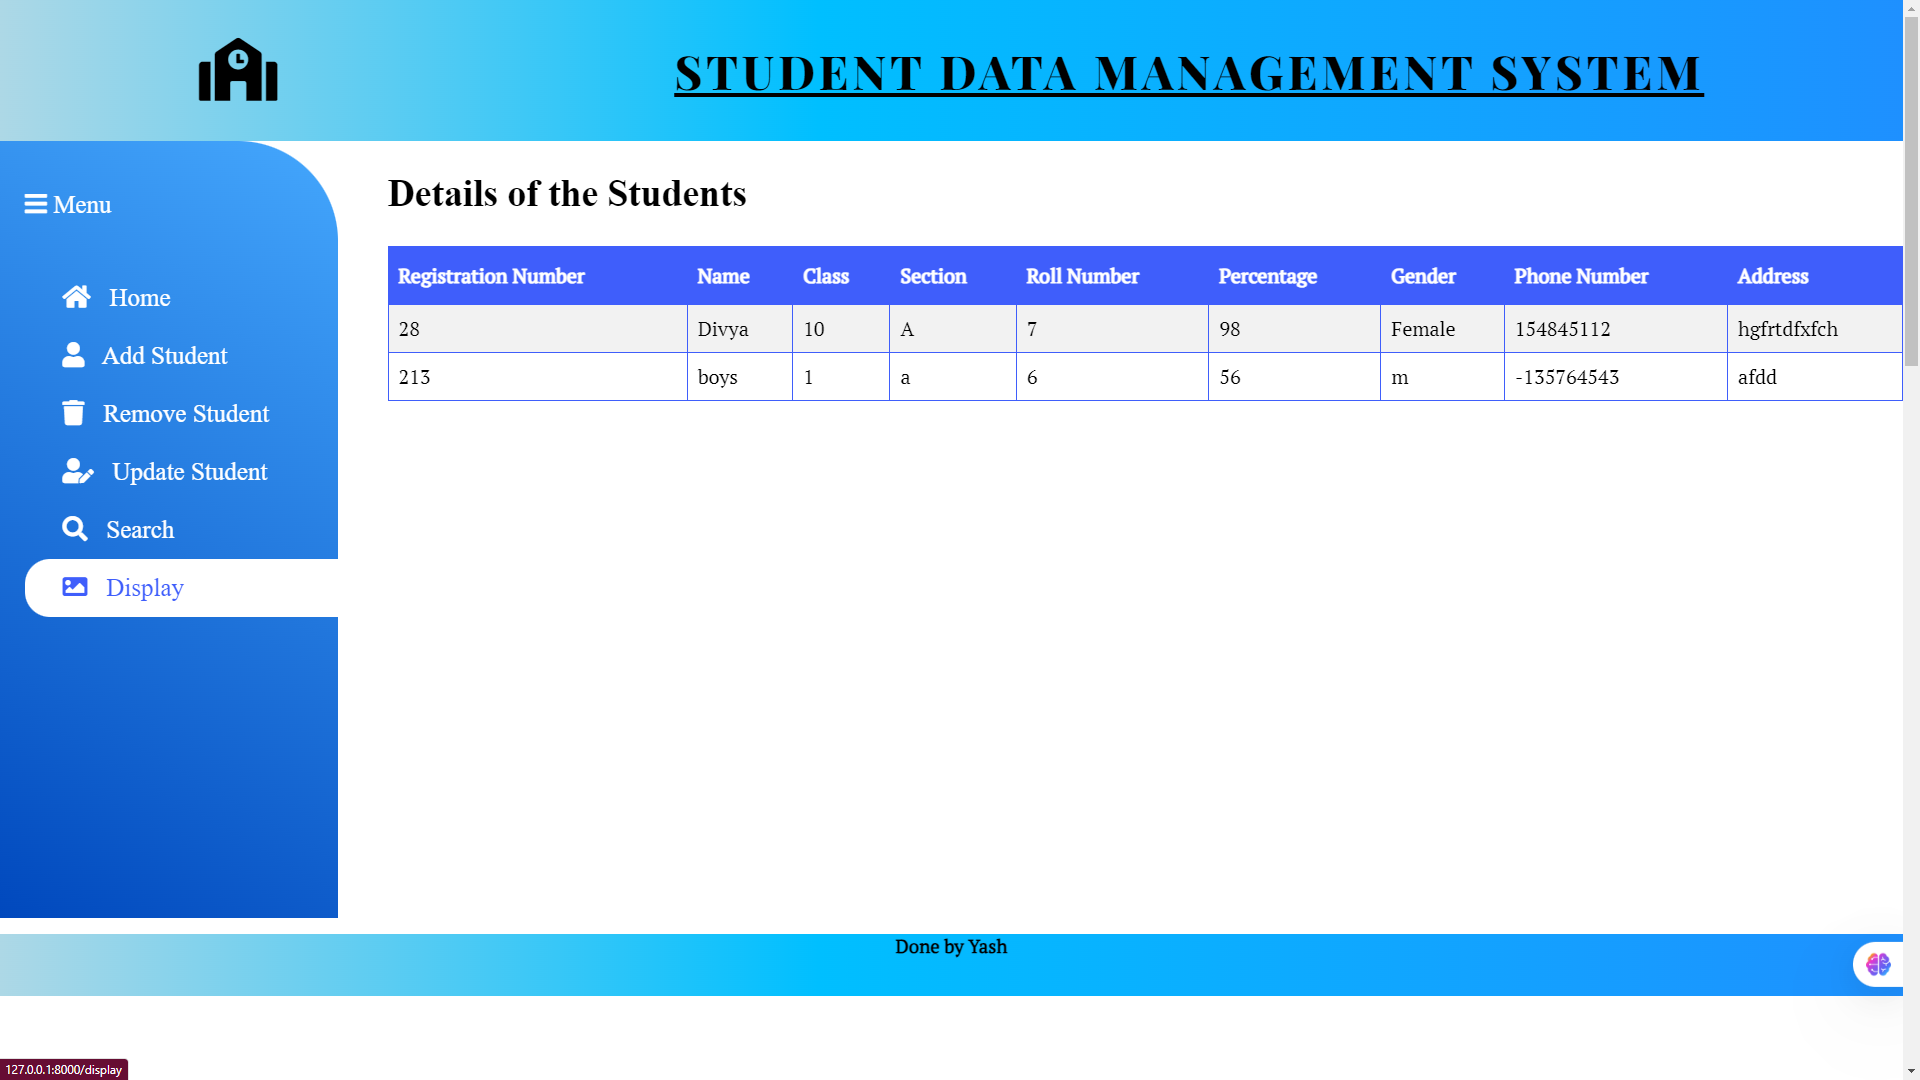 STUDENT DATA MANAGEMENT SYSTEM
Menu
Home
Add Student
Remove Student
Update Student
Search
Display
Details of the Students
Registration Number Name Class Section Roll Number Percentage Gender Phone Number Address
28 Divya 10 A 7 98 Female 154845112 hgfrtdfxfch
213 boys 1 a 6 56 m -135764543 afdd
Done by Yash
127.0.0.1:8000/display